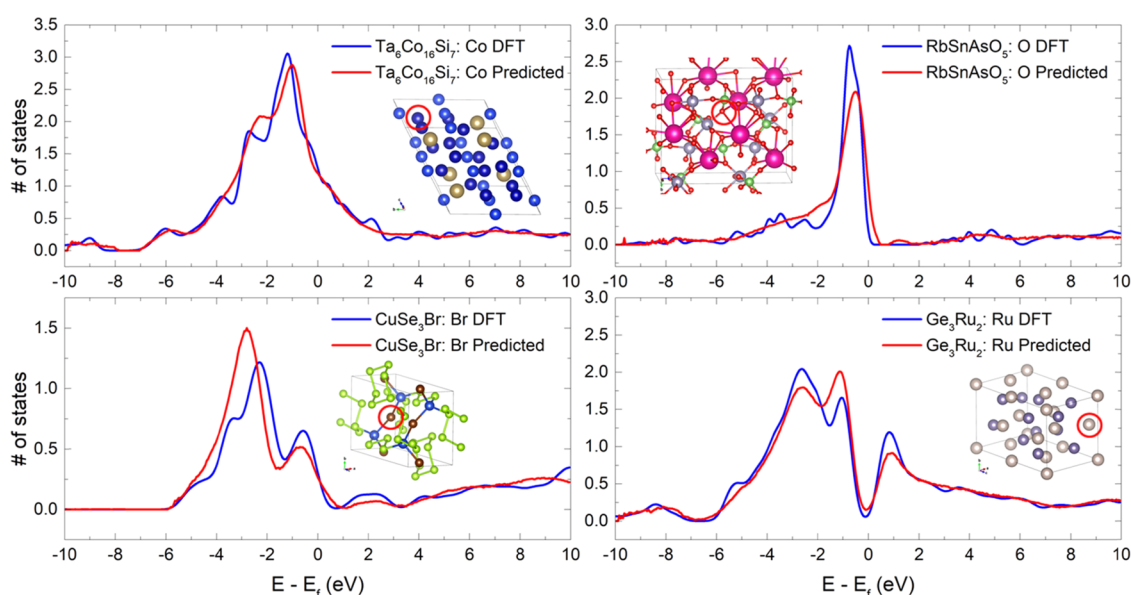 3.5
3.0
2.5
2.0
1.5
1.0
0.5
0.0
# of states
Ta6Co16Si7: Co DFT
Ta6Co16Si7: Co Predicted
-10 -8 -6 -4 -2 0 2 4 6 8 10
3.0
2.5
2.0
1.5
1.0
0.5
0.0
RbSnAsO5: O DFT
RbSnAsO5: O Predicted
-10 -8 -6 -4 -2 0 2 4 6 8 10
1.5
1.0
0.5
0.0
# of states
CuSe3Br: Br DFT
CuSe3Br: Br Predicted
-10 -8 -6 -4 -2 0 2 4 6 8 10
E - Ef (eV)
3.0
2.5
2.0
1.5
1.0
0.5
0.0
Ge3Ru2: Ru DFT
Ge3Ru2: Ru Predicted
-10 -8 -6 -4 -2 0 2 4 6 8 10
E - Ef (eV)